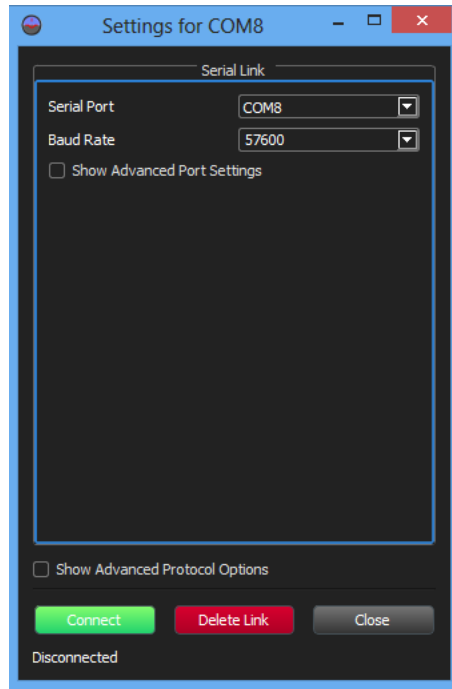 Settings for COM8
Serial Link
Serial Port COM8
Baud Rate 57600
Show Advanced Port Settings
Show Advanced Protocol Options
Connect Delete Link Close
Disconnected